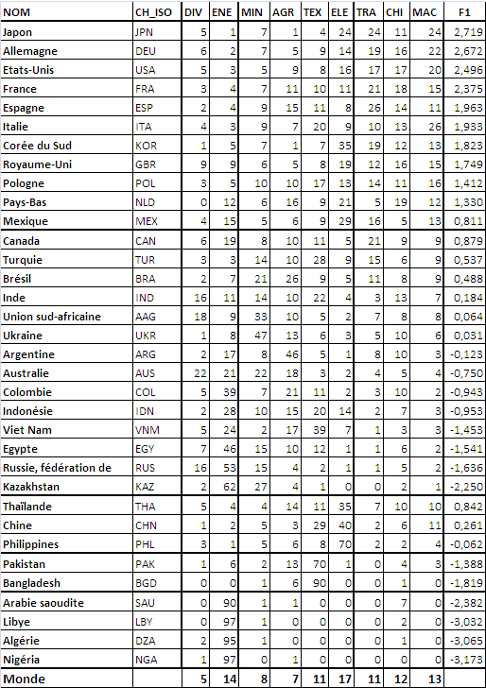 NOM CH_ISO DIV ENE MIN AGR TEX ELE TRA CHI MAC F1
Japon JPN 5 1 7 1 4 24 24 11 24 2,719
Allemagne DEU 6 2 7 5 9 14 19 16 22 2,672
Etats-Unis USA 5 3 5 9 8 16 17 17 20 2,496
France FRA 3 4 7 11 10 11 21 18 15 2,375
Espagne ESP 2 4 9 15 11 8 26 14 11 1,963
Italie ITA 4 3 9 7 20 9 10 13 26 1,933
Corée du Sud KOR 1 5 7 1 7 35 19 12 13 1,823
Royaume-Uni GBR 9 9 6 5 8 19 12 16 15 1,749
Pologne POL 3 5 10 10 17 13 14 11 16 1,412
Pays-Bas NLD 0 12 6 16 9 21 5 19 12 1,330
Mexique MEX 4 15 5 6 9 29 16 5 13 0,811
Canada CAN 6 19 8 10 11 5 21 9 9 0,879
Turquie TUR 3 3 14 10 28 9 15 6 9 0,537
Brésil BRA 2 7 21 26 9 5 11 8 9 0,488
Inde IND 16 11 14 10 22 4 3 13 7 0,184
Union sud-africaine AAG 18 9 33 10 5 2 7 8 8 0,064
Ukraine UKR 1 8 47 13 6 3 5 10 6 0,031
Argentine ARG 2 17 8 46 5 1 8 10 3 -0,123
Australie AUS 22 21 22 18 3 2 4 5 4 -0,750
Colombie COL 5 39 7 21 11 2 3 10 2 -0,943
Indonésie IDN 2 28 10 15 20 14 2 7 3 -0,953
Viet Nam VNM 5 24 2 17 39 7 1 3 3 -1,453
Egypte EGY 7 46 15 10 12 1 1 6 2 -1,541
Russie, fédération de RUS 16 53 15 4 2 1 1 5 2 -1,636
Kazakhstan KAZ 2 62 27 4 1 0 0 2 1 -2,250
Thaïlande THA 5 4 4 14 11 35 7 10 10 0,842
Chine CHN 1 2 5 3 29 40 2 6 11 0,261
Philippines PHL 3 1 5 6 8 70 2 2 4 -0,062
Pakistan PAK 1 6 2 13 70 1 0 4 3 -1,388
Bangladesh BGD 0 0 1 6 90 0 0 1 0 -1,819
Arabie saoudite SAU 0 90 1 1 0 0 0 7 0 -2,382
Libye LBY 0 97 1 0 0 0 0 2 0 -3,032
Algérie DZA 2 95 1 0 0 0 0 1 0 -3,065
Nigéria NGA 1 97 0 1 0 0 0 0 0 -3,173
Monde 5 14 8 7 11 17 11 12 13